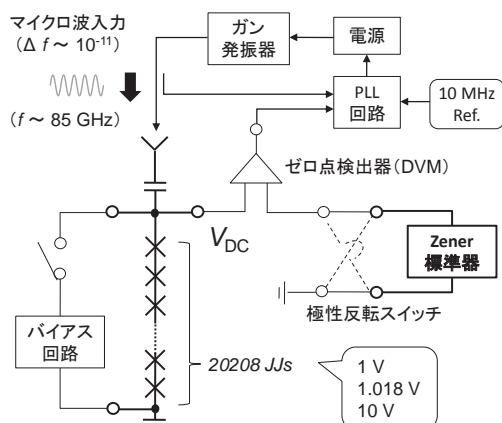 マイクロ波入力
(Δ f ~ 10⁻¹¹)
(f ~ 85 GHz)
ガン
発振器
電源
PLL
回路
10 MHz
Ref.
ゼロ点検出器(DVM)
VDC
Zener
標準器
極性反転スイッチ
バイアス
回路
20208 JJs
1 V
1.018 V
10 V